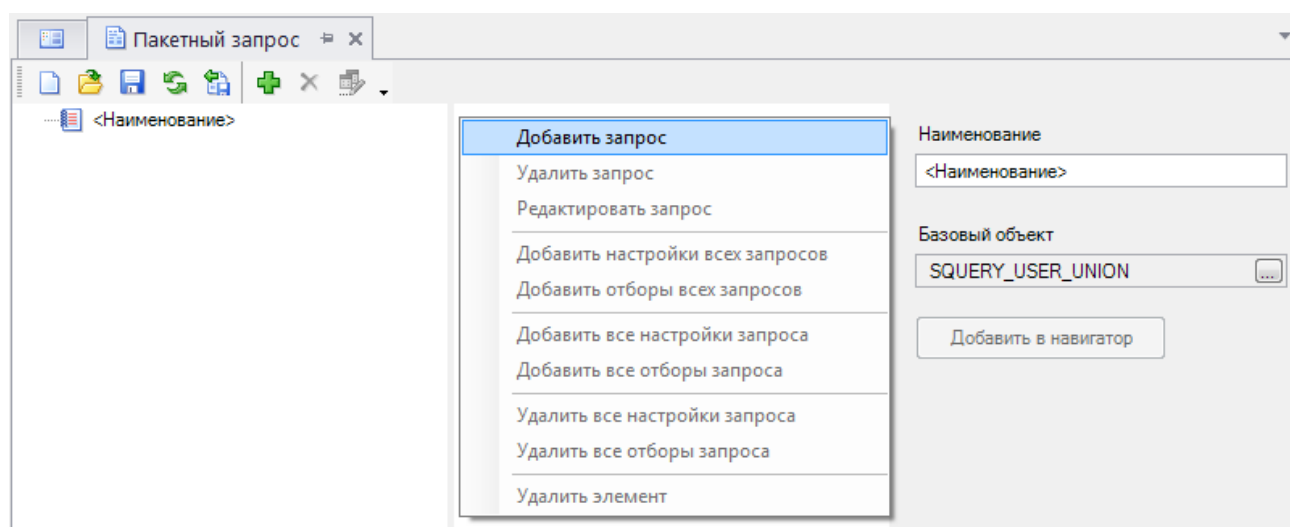 Пакетный запрос
<Наименование>
Добавить запрос
Удалить запрос
Редактировать запрос
Добавить настройки всех запросов
Добавить отборы всех запросов
Добавить все настройки запроса
Добавить все отборы запроса
Удалить все настройки запроса
Удалить все отборы запроса
Удалить элемент
Наименование
<Наименование>
Базовый объект
SQUERY_USER_UNION
...
Добавить в навигатор